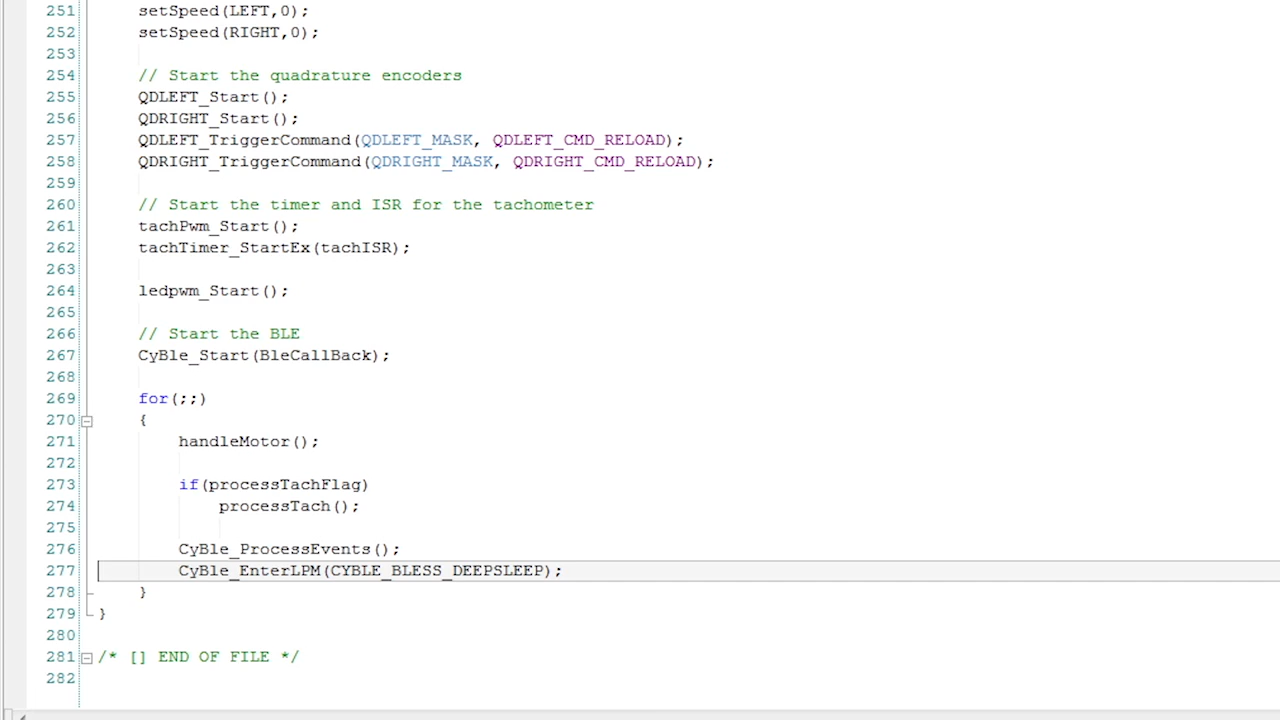 251 setSpeed(LEFT,0);
252 setSpeed(RIGHT,0);
253
254 // Start the quadrature encoders
255 QDLEFT_Start();
256 QDRIGHT_Start();
257 QDLEFT_TriggerCommand(QDLEFT_MASK, QDLEFT_CMD_RELOAD);
258 QDRIGHT_TriggerCommand(QDRIGHT_MASK, QDRIGHT_CMD_RELOAD);
259
260 // Start the timer and ISR for the tachometer
261 tachPwm_Start();
262 tachTimer_StartEx(tachISR);
263
264 ledpwm_Start();
265
266 // Start the BLE
267 CyBle_Start(BleCallBack);
268
269 for(;;)
270 {
271 handleMotor();
272
273 if(processTachFlag)
274 processTach();
275
276 CyBle_ProcessEvents();
277 CyBle_EnterLPM(CYBLE_BLESS_DEEPSLEEP);
278 }
279 }
280
281 /* [] END OF FILE */
282